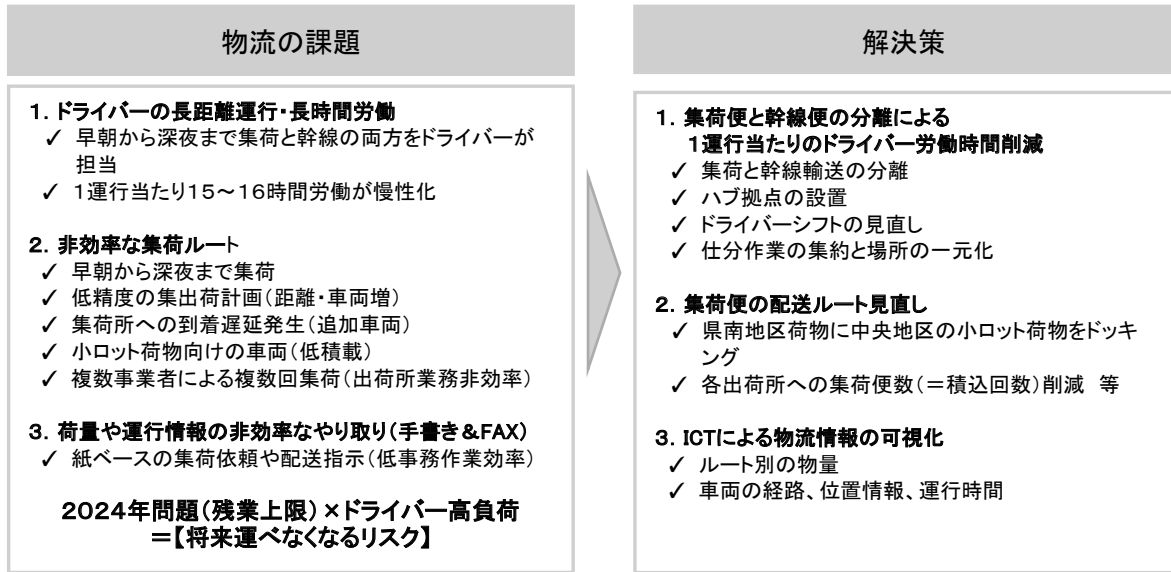 物流の課題
1. ドライバーの長距離運行・長時間労働
✓ 早朝から深夜まで集荷と幹線の両方をドライバーが
担当
✓ 1運行当たり15~16時間労働が慢性化
2. 非効率な集荷ルート
✓ 早朝から深夜まで集荷
✓ 低精度の集出荷計画(距離・車両増)
✓ 集荷所への到着遅延発生(追加車両)
✓ 小ロット荷物向けの車両(低積載)
✓ 複数事業者による複数回集荷(出荷所業務非効率)
3. 荷量や運行情報の非効率なやり取り(手書き&FAX)
✓ 紙ベースの集荷依頼や配送指示(低事務作業効率)
2024年問題(残業上限)×ドライバー高負荷
=【将来運べなくなるリスク】
解決策
1. 集荷便と幹線便の分離による
1運行当たりのドライバー労働時間削減
✓ 集荷と幹線輸送の分離
✓ ハブ拠点の設置
✓ ドライバーシフトの見直し
✓ 仕分作業の集約と場所の一元化
2. 集荷便の配送ルート見直し
✓ 県南地区荷物に中央地区の小ロット荷物をドッキ
ング
✓ 各出荷所への集荷便数(=積込回数)削減 等
3. ICTによる物流情報の可視化
✓ ルート別の物量
✓ 車両の経路、位置情報、運行時間